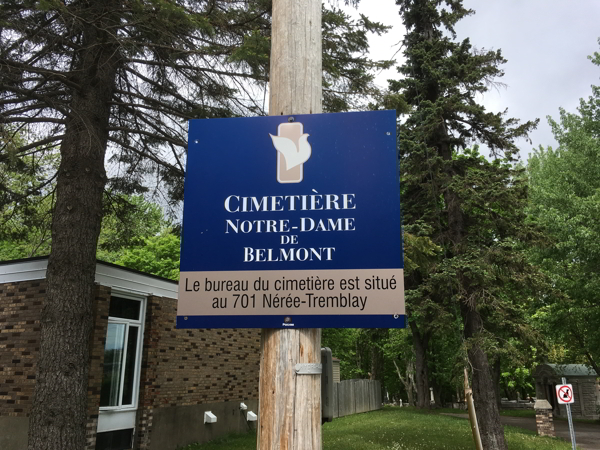 CIMETIÈRE
NOTRE-DAME
DE
BELMONT
Le bureau du cimetière est situé
au 701 Nérée-Tremblay